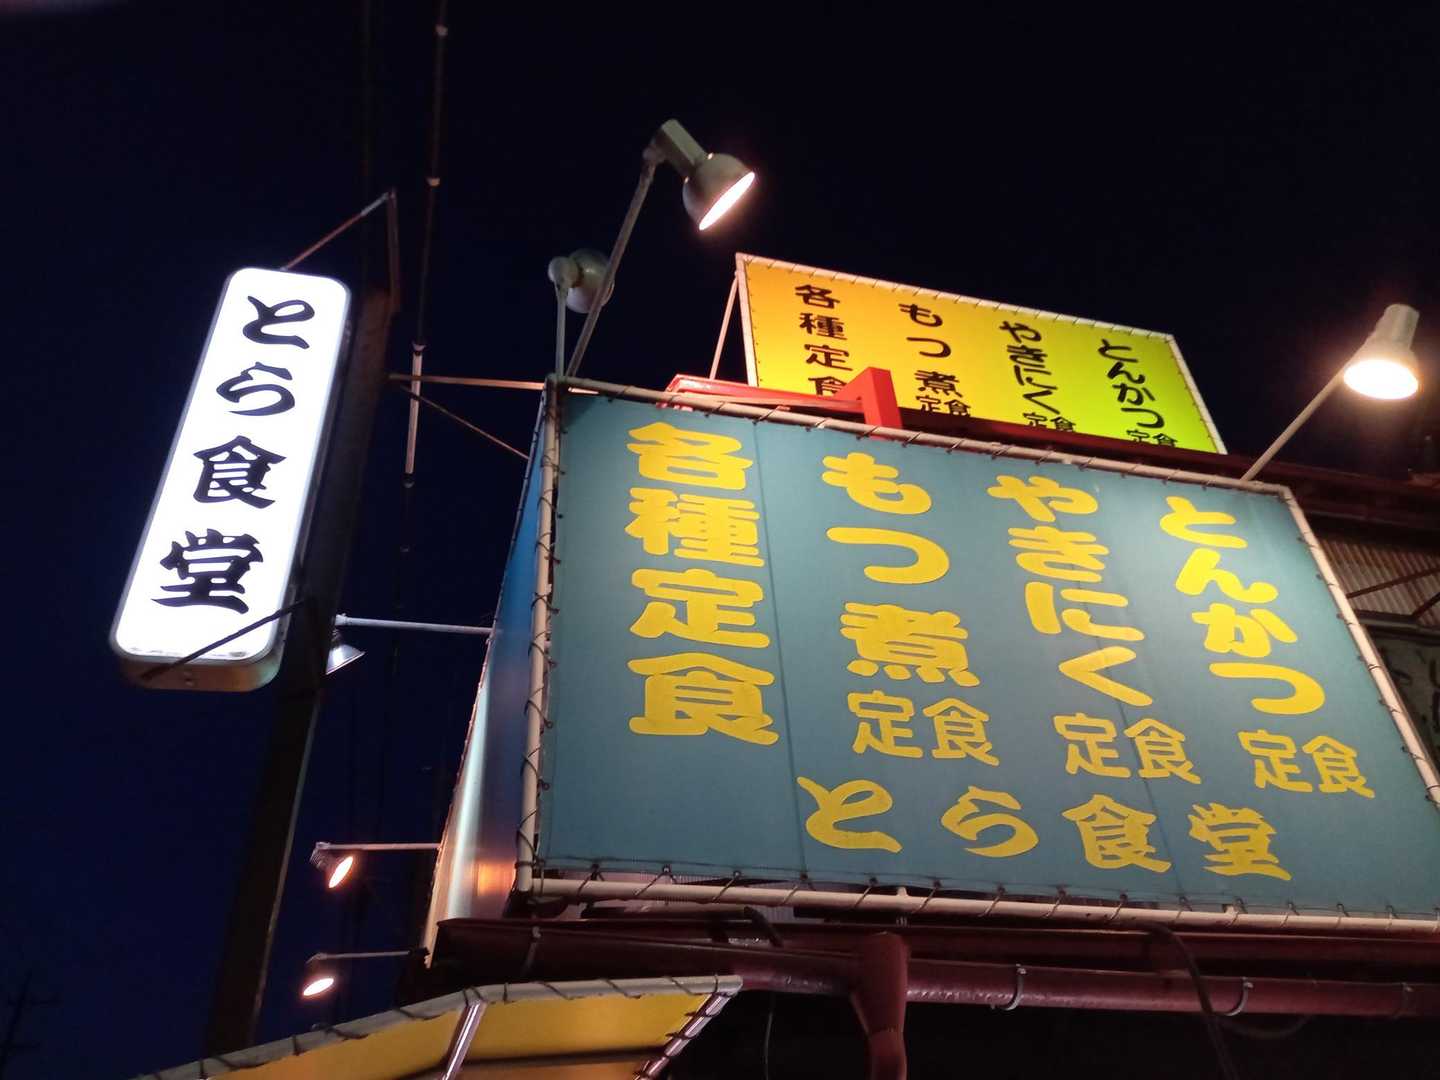 とら食堂
とんかつ定食
やきにく定食
もつ煮定食
各種定食
とんかつ定食
やきにく定食
もつ煮定食
各種定食
とら食堂